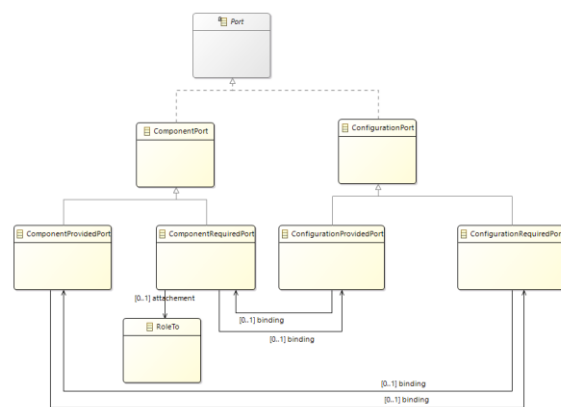 Port
ComponentPort
ConfigurationPort
ComponentProvidedPort
ComponentRequiredPort
ConfigurationProvidedPort
ConfigurationRequiredPort
[0..1] attachement
RoleTo
[0..1] binding
[0..1] binding
[0..1] binding
[0..1] binding